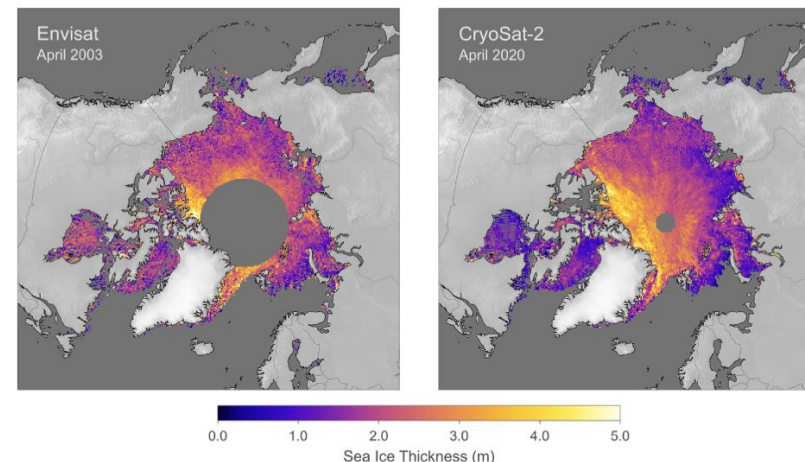 Envisat
April 2003
CryoSat-2
April 2020
0.0 1.0 2.0 3.0 4.0 5.0
Sea Ice Thickness (m)